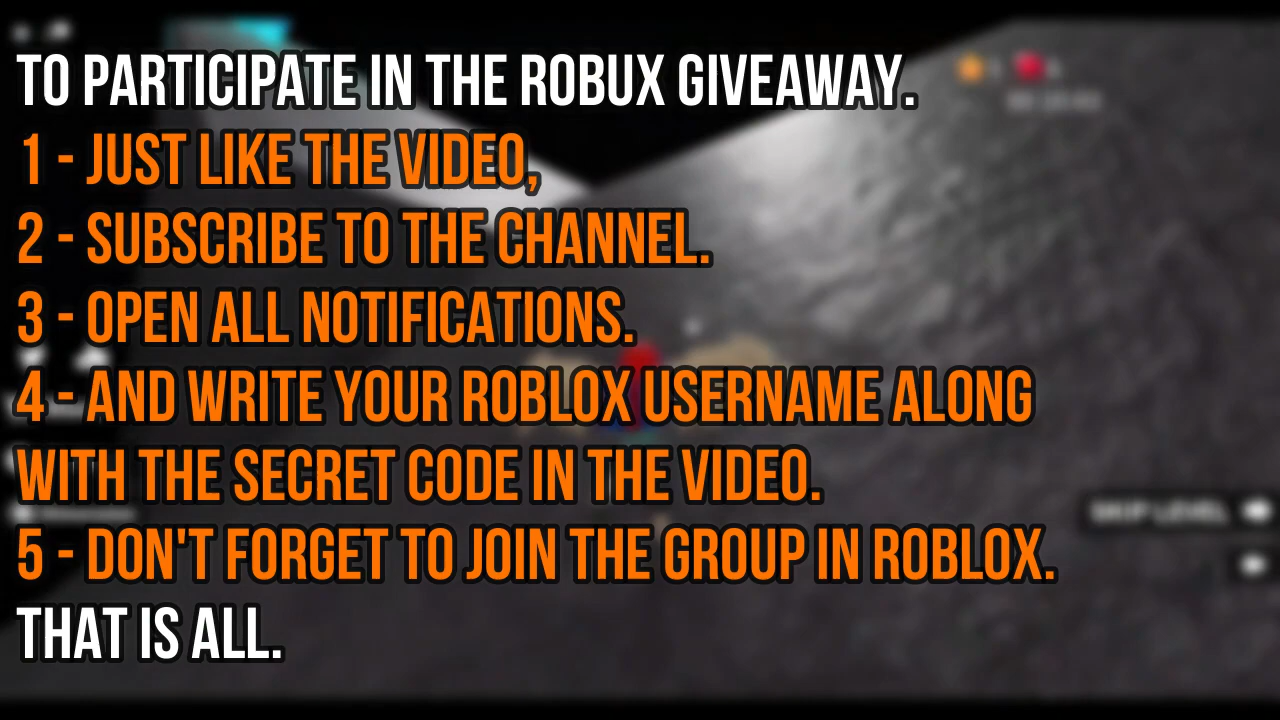 TO PARTICIPATE IN THE ROBUX GIVEAWAY.
1 - JUST LIKE THE VIDEO,
2 - SUBSCRIBE TO THE CHANNEL.
3 - OPEN ALL NOTIFICATIONS.
4 - AND WRITE YOUR ROBLOX USERNAME ALONG
WITH THE SECRET CODE IN THE VIDEO.
SKIP LEVEL
5 - DON'T FORGET TO JOIN THE GROUP IN ROBLOX.
THAT IS ALL.